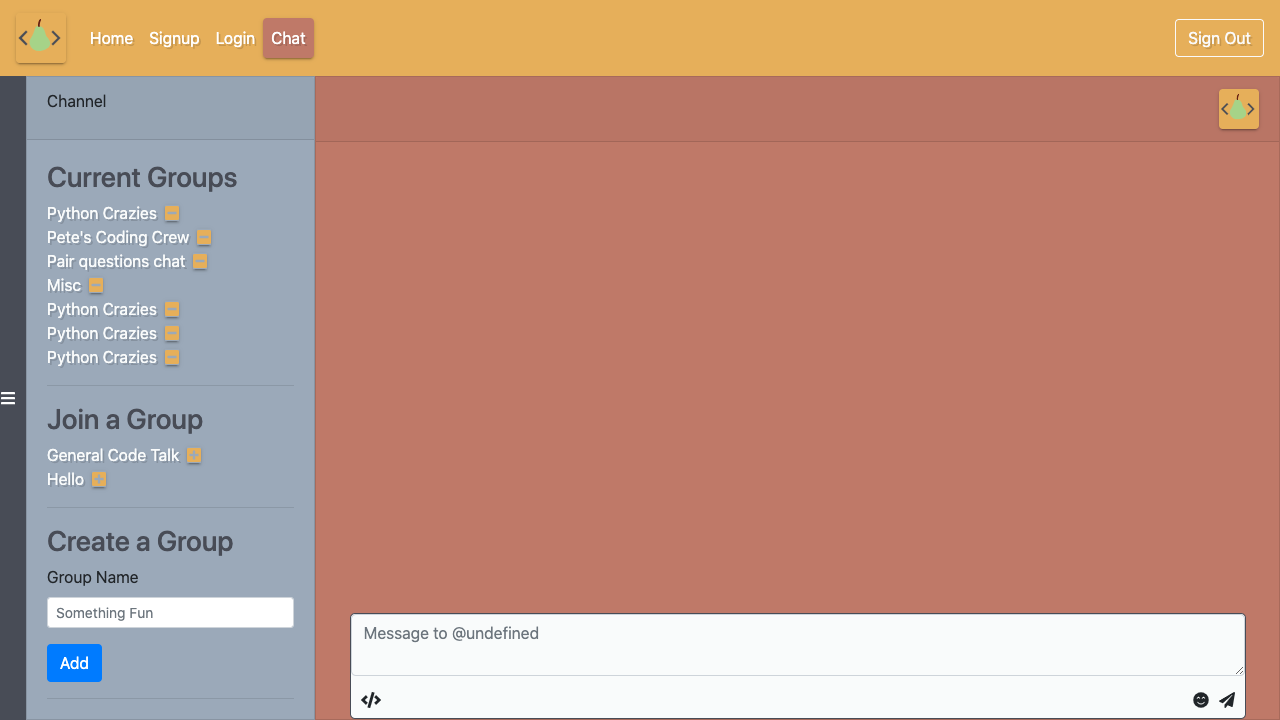 Home Signup Login Chat Sign Out
Channel
Current Groups
Python Crazies
Pete's Coding Crew
Pair questions chat
Misc
Python Crazies
Python Crazies
Python Crazies
Join a Group
General Code Talk
Hello
Create a Group
Group Name
Something Fun
Add
Message to @undefined